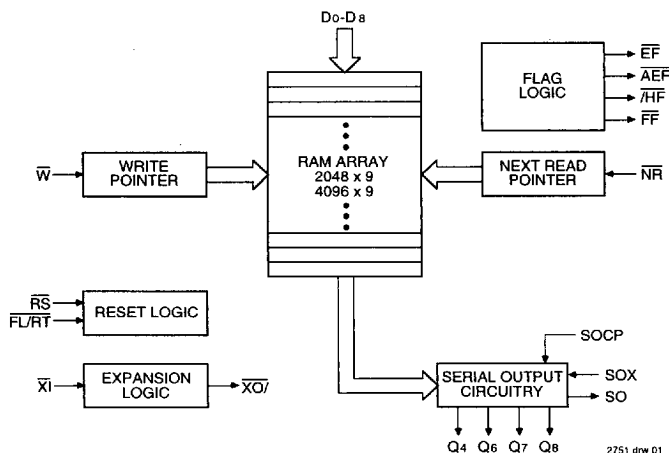 D0-D8
FLAG
LOGIC
EF
AEF
/HF
FF
W
WRITE
POINTER
RAM ARRAY
2048 x 9
4096 x 9
NEXT READ
POINTER
NR
RS
FL/RT
RESET LOGIC
XI
EXPANSION
LOGIC
XO/
SOCP
SERIAL OUTPUT
CIRCUITRY
SOX
SO
Q4 Q6 Q7 Q8
2751 drw 01